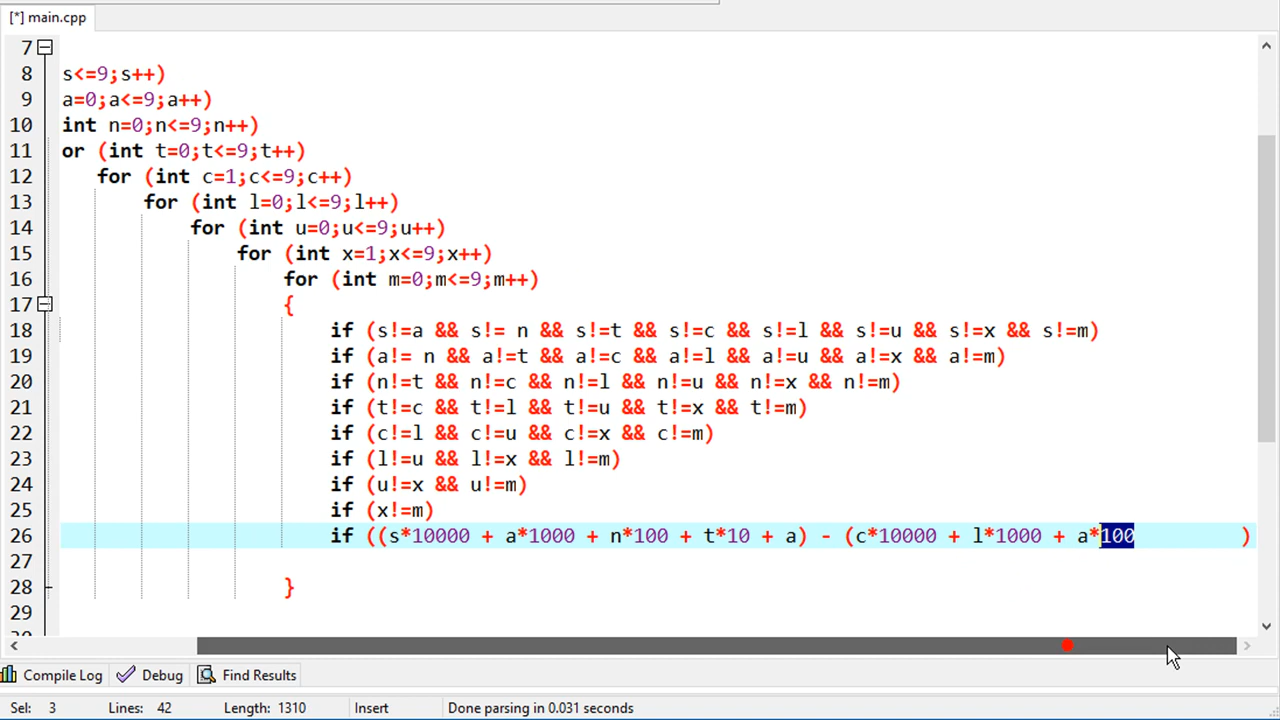 [*] main.cpp
7
8 s<=9;s++)
9 a=0;a<=9;a++)
10 int n=0;n<=9;n++)
11 or (int t=0;t<=9;t++)
12 for (int c=1;c<=9;c++)
13 for (int l=0;l<=9;l++)
14 for (int u=0;u<=9;u++)
15 for (int x=1;x<=9;x++)
16 for (int m=0;m<=9;m++)
17 {
18 if (s!=a && s!= n && s!=t && s!=c && s!=l && s!=u && s!=x && s!=m)
19 if (a!= n && a!=t && a!=c && a!=l && a!=u && a!=x && a!=m)
20 if (n!=t && n!=c && n!=l && n!=u && n!=x && n!=m)
21 if (t!=c && t!=l && t!=u && t!=x && t!=m)
22 if (c!=l && c!=u && c!=x && c!=m)
23 if (l!=u && l!=x && l!=m)
24 if (u!=x && u!=m)
25 if (x!=m)
26 if ((s*10000 + a*1000 + n*100 + t*10 + a) - (c*10000 + l*1000 + a*100 )
27
28 }
29
Compile Log Debug Find Results
Sel: 3 Lines: 42 Length: 1310 Insert Done parsing in 0.031 seconds